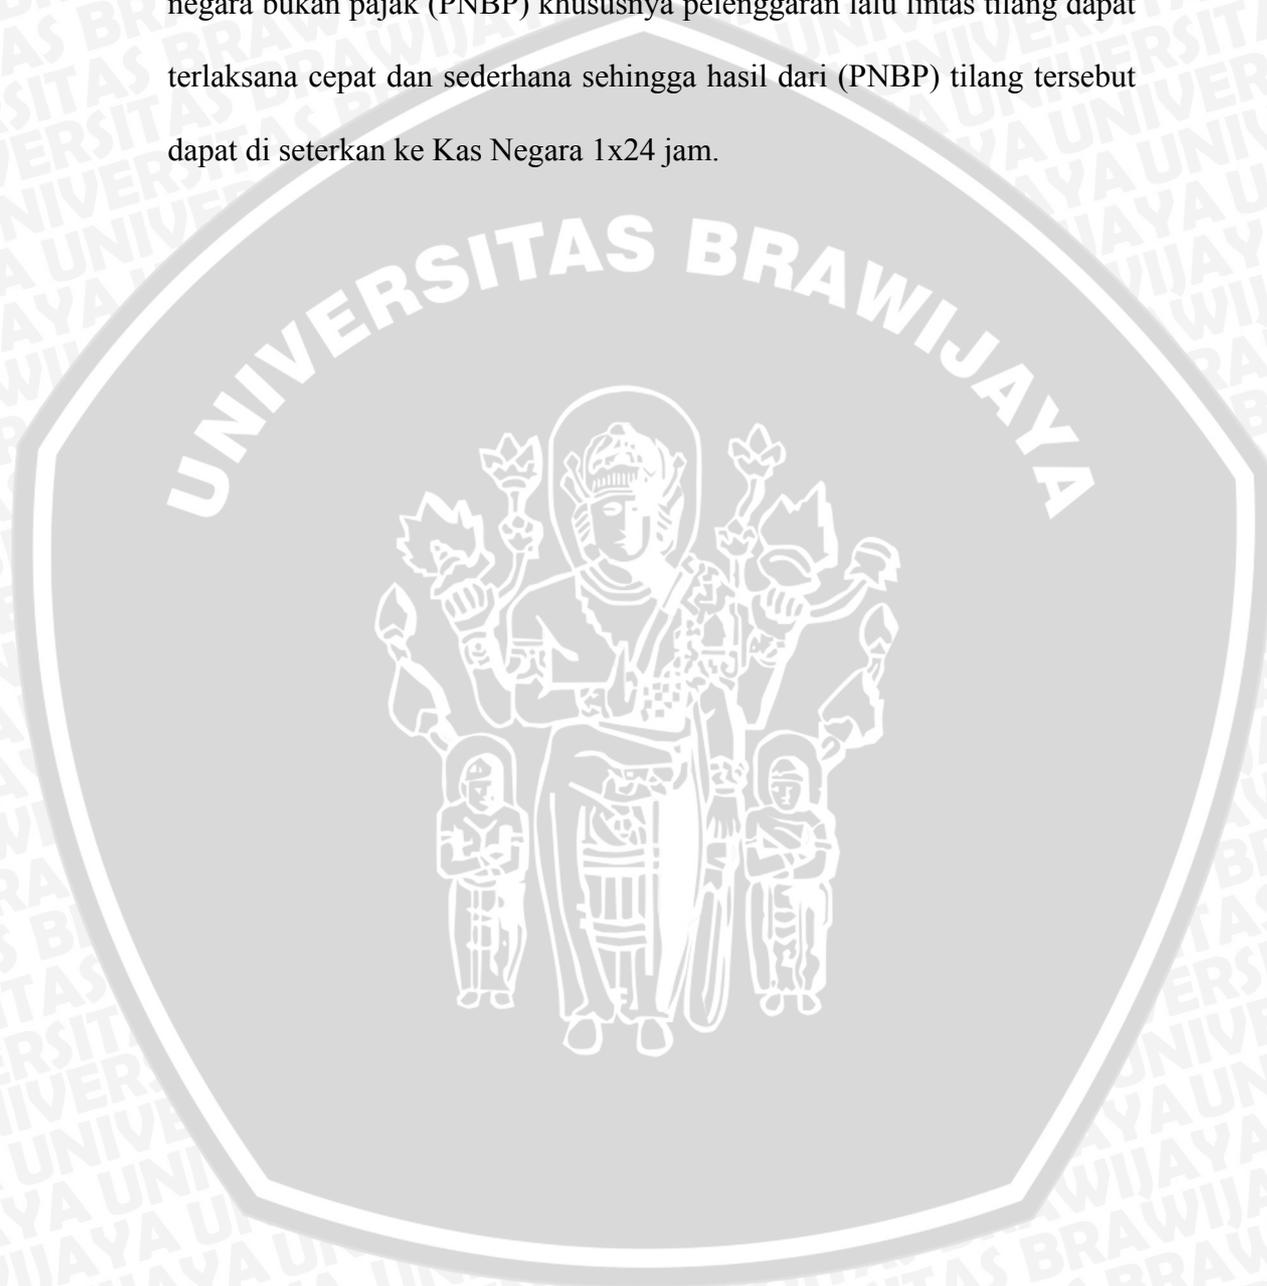 negara bukan pajak (PNBP) khususnya pelenggaran lalu lintas tilang dapat
terlaksana cepat dan sederhana sehingga hasil dari (PNBP) tilang tersebut
dapat di seterkan ke Kas Negara 1x24 jam.
UNIVERSITAS BRAWIJAYA